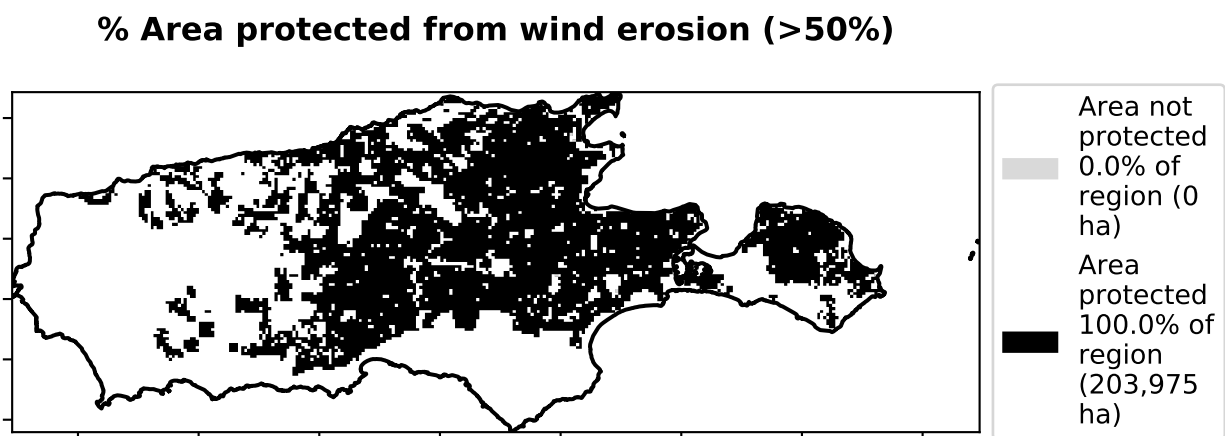 % Area protected from wind erosion (>50%)
Area not
protected
0.0% of
region (0
ha)
Area
protected
100.0% of
region
(203,975
ha)